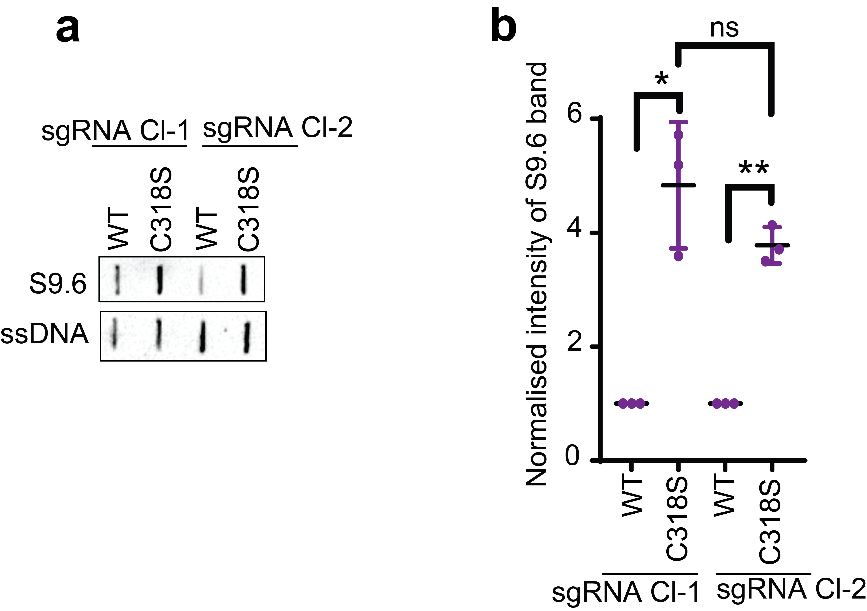 a
sgRNA Cl-1 sgRNA Cl-2
WT C318S WT C318S
S9.6
ssDNA
b
ns
*
**
Normalised intensity of S9.6 band
6
4
2
0
WT C318S WT C318S
sgRNA Cl-1 sgRNA Cl-2